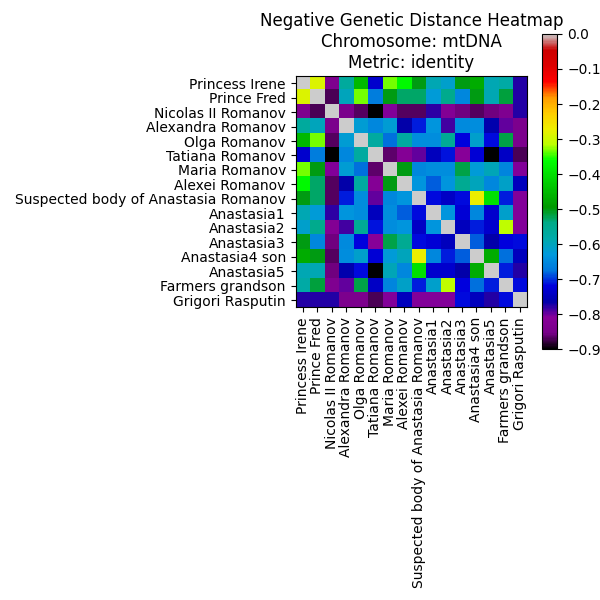 Negative Genetic Distance Heatmap
Chromosome: mtDNA
Metric: identity
Princess Irene
Prince Fred
Nicolas II Romanov
Alexandra Romanov
Olga Romanov
Tatiana Romanov
Maria Romanov
Alexei Romanov
Suspected body of Anastasia Romanov
Anastasia1
Anastasia2
Anastasia3
Anastasia4 son
Anastasia5
Farmers grandson
Grigori Rasputin
Princess Irene
Prince Fred
Nicolas II Romanov
Alexandra Romanov
Olga Romanov
Tatiana Romanov
Maria Romanov
Alexei Romanov
Suspected body of Anastasia Romanov
Anastasia1
Anastasia2
Anastasia3
Anastasia4 son
Anastasia5
Farmers grandson
Grigori Rasputin
0.0
−0.1
−0.2
−0.3
−0.4
−0.5
−0.6
−0.7
−0.8
−0.9